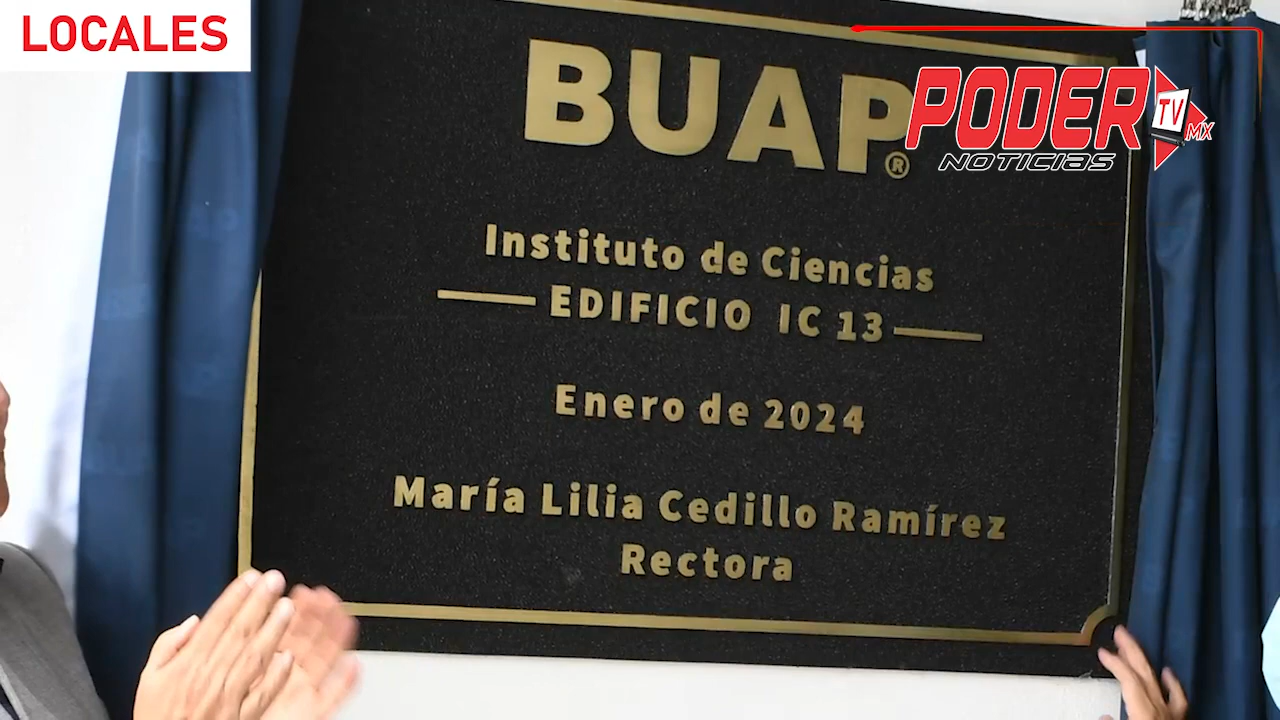 LOCALES
PODER
TV
MX
NOTICIAS
BUAP®
Instituto de Ciencias
EDIFICIO IC 13
Enero de 2024
María Lilia Cedillo Ramírez
Rectora